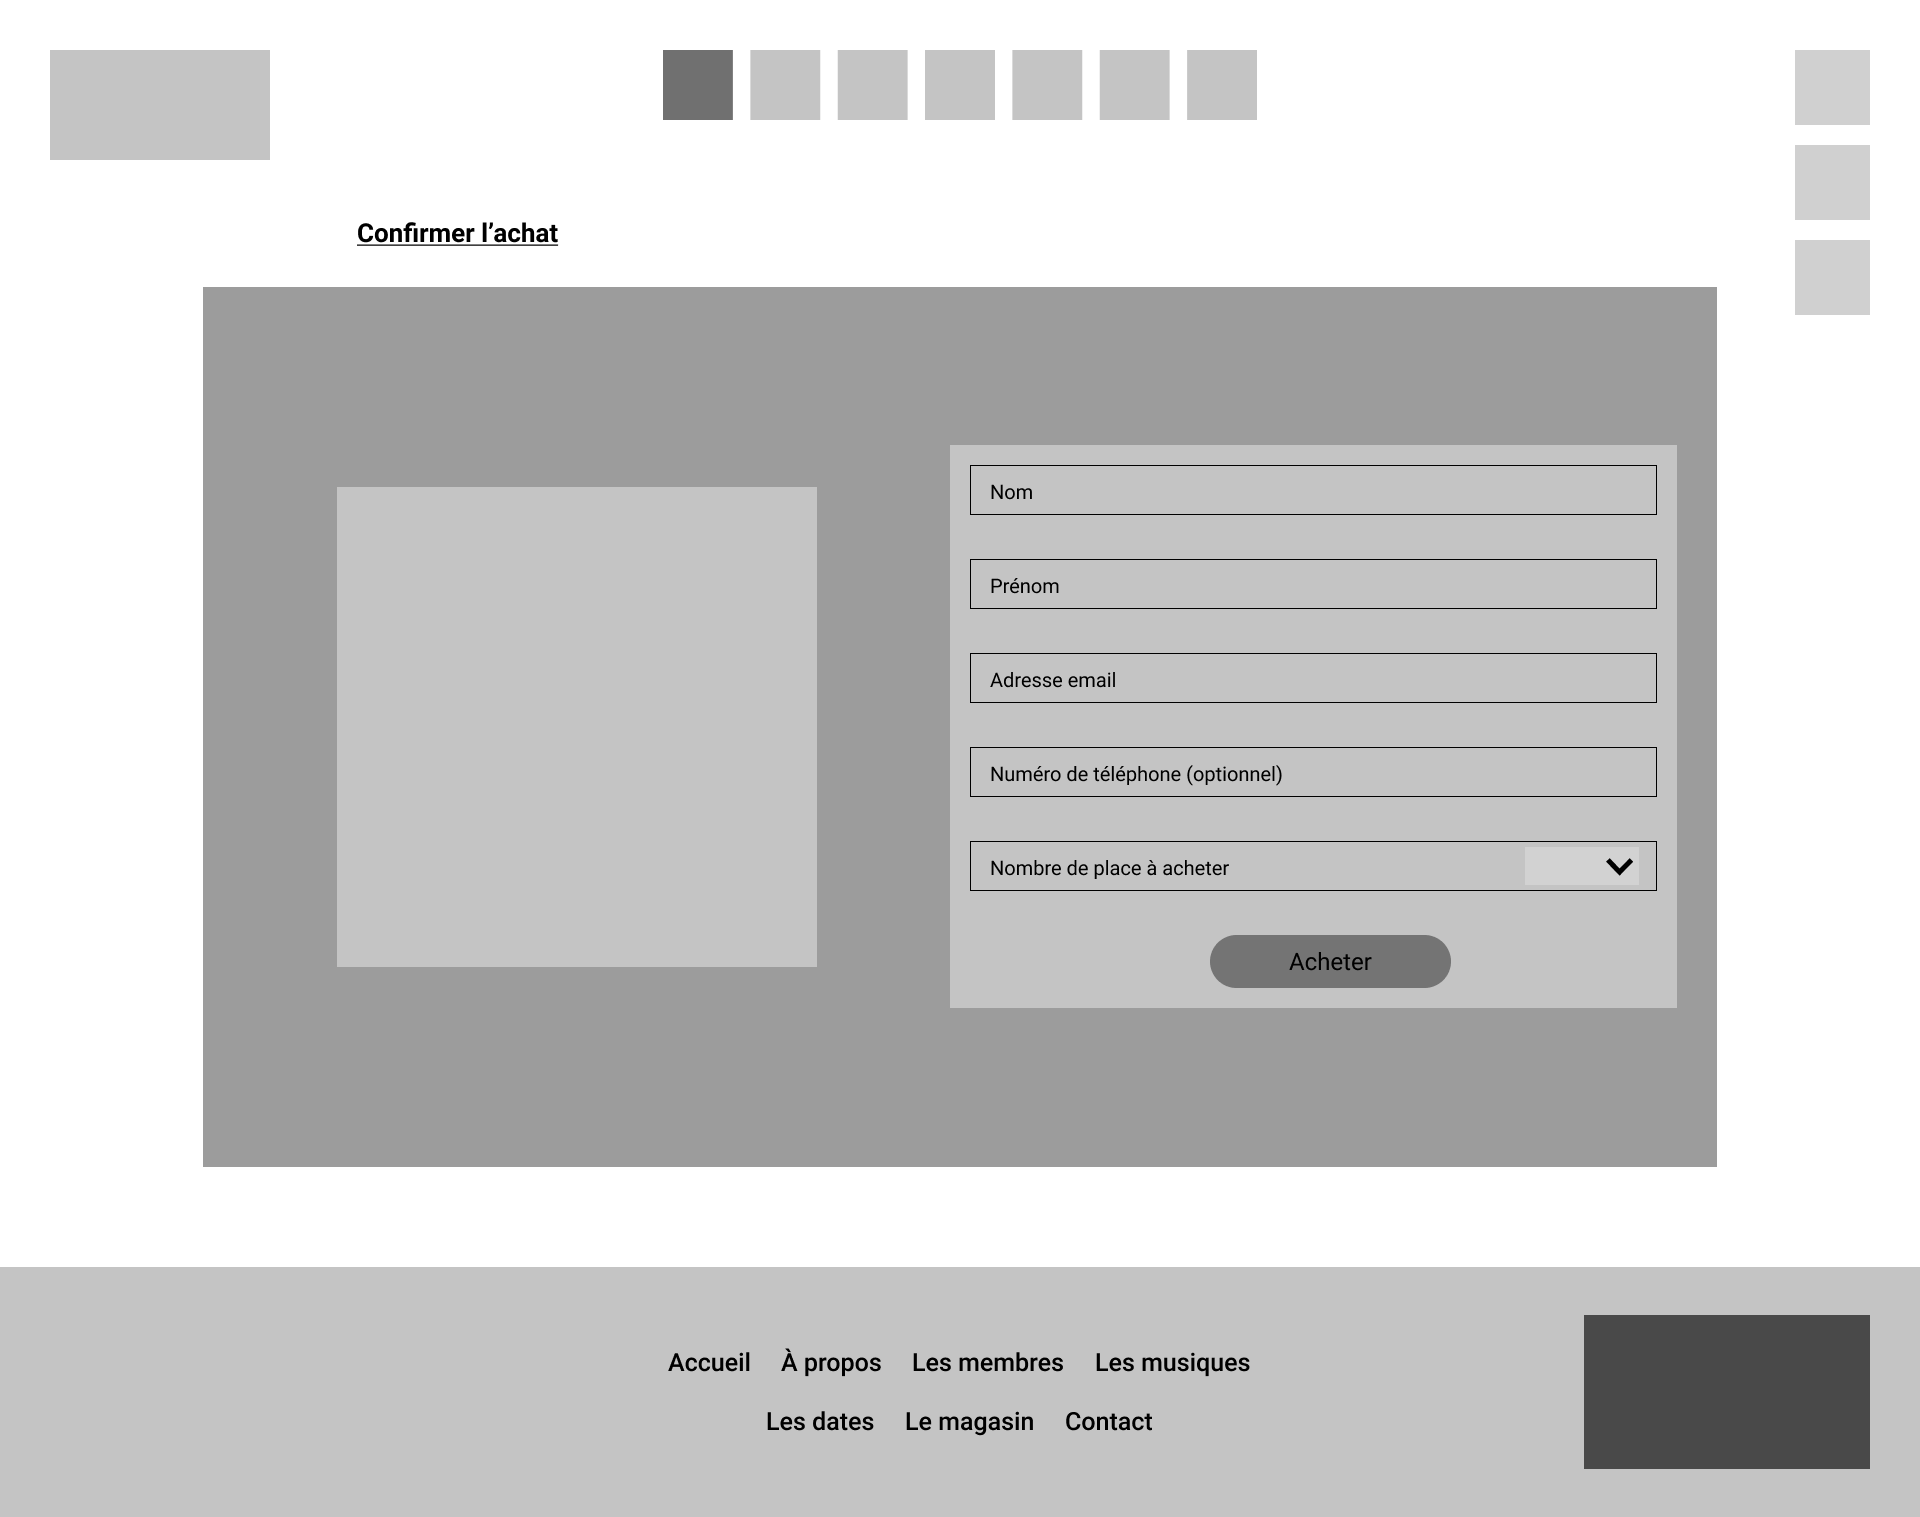 Confirmer l’achat
Nom
Prénom
Adresse email
Numéro de téléphone (optionnel)
Nombre de place à acheter
Acheter
Accueil À propos Les membres Les musiques
Les dates Le magasin Contact